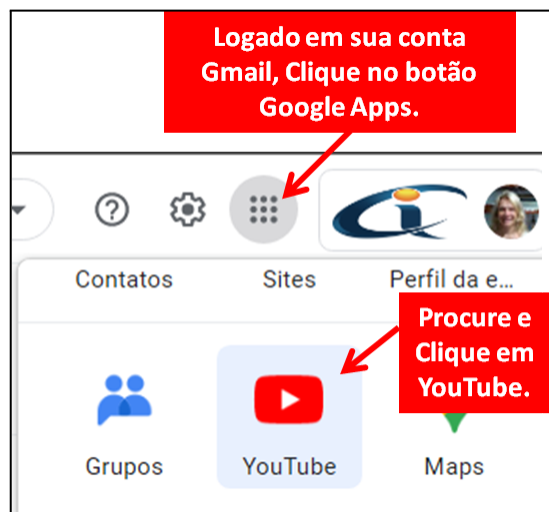 Logado em sua conta
Gmail, Clique no botão
Google Apps.
Contatos Sites Perfil da e...
Procure e
Clique em
YouTube.
Grupos YouTube Maps